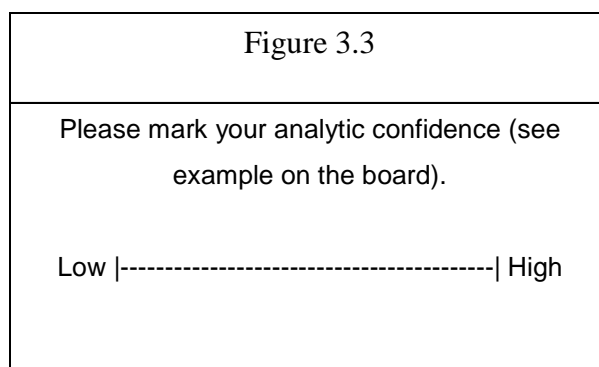 Figure 3.3
Please mark your analytic confidence (see
example on the board).
Low |------------------------------------------| High